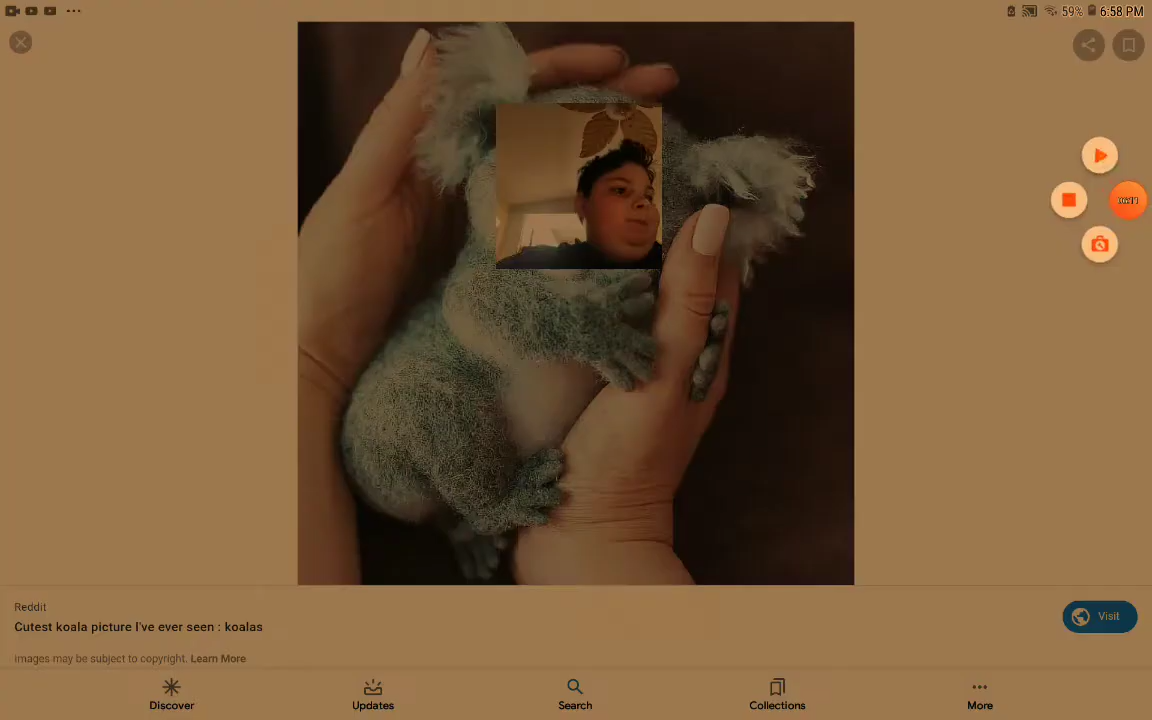 59% 6:58 PM
Reddit
Cutest koala picture I've ever seen : koalas
Visit
Images may be subject to copyright. Learn More
Discover
Updates
Search
Collections
More